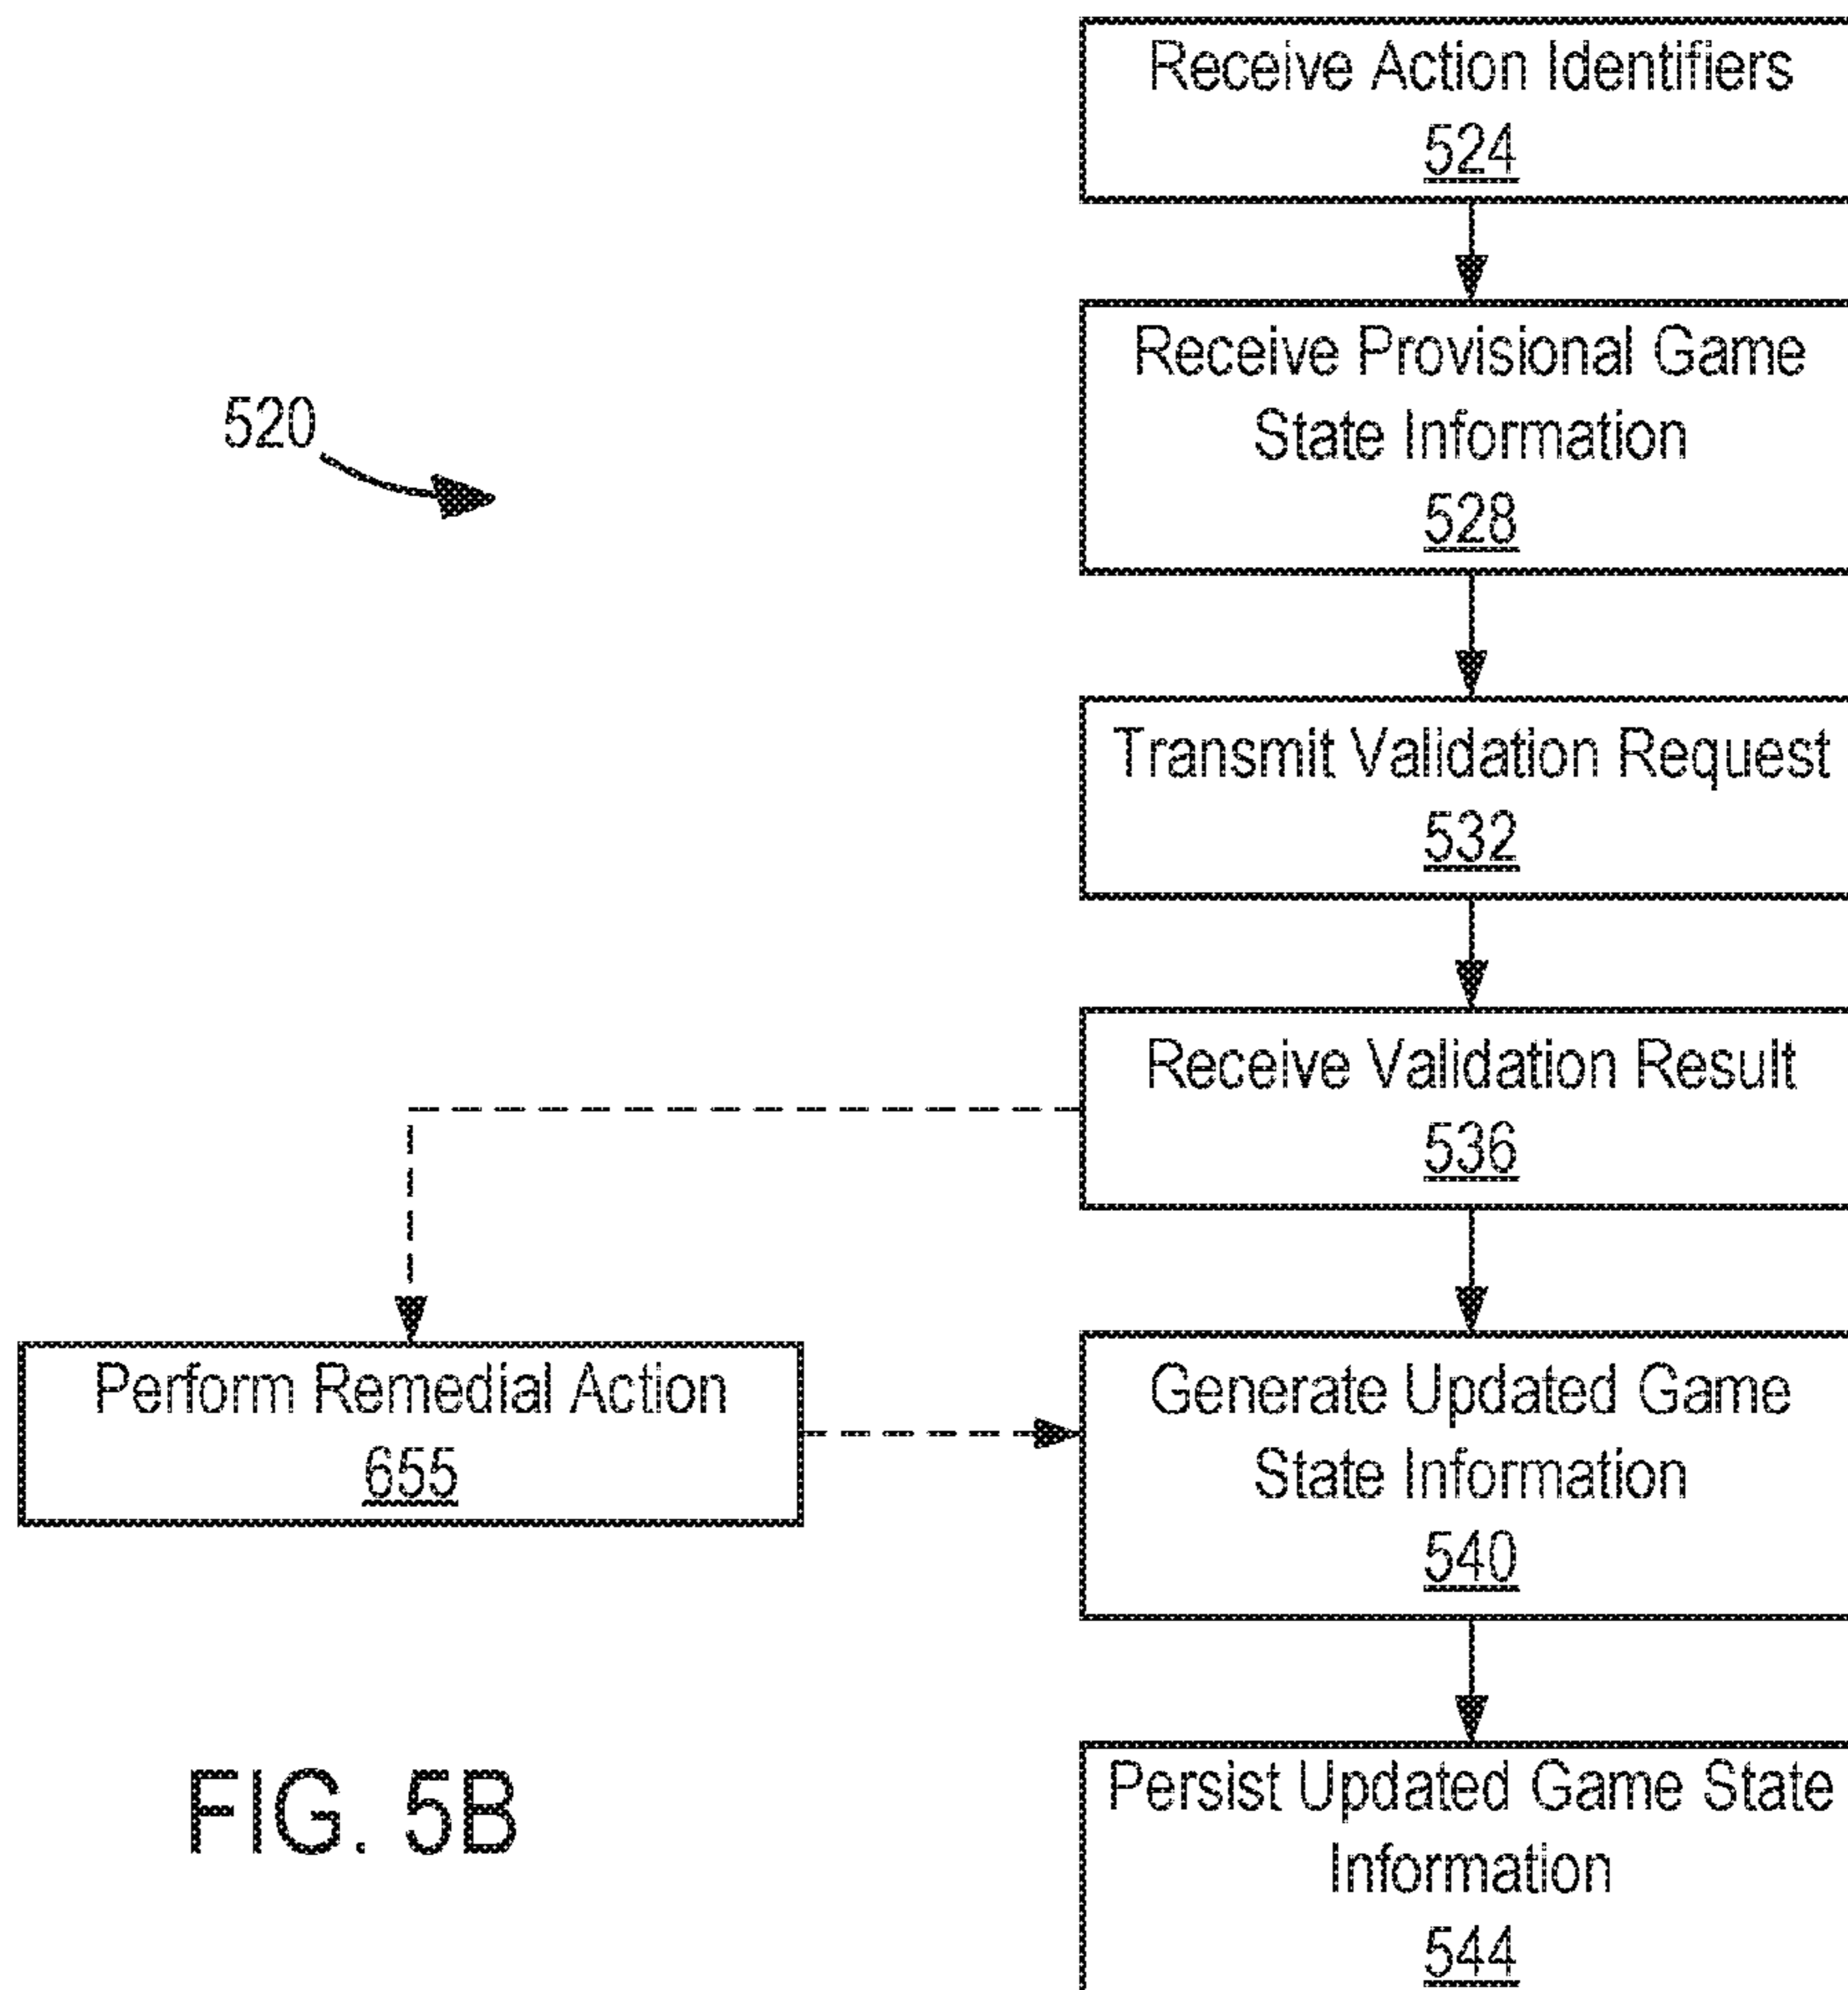 Receive Action Identifiers
524
Receive Provisional Game
State Information
528
520
Transmit Validation Request
532
Receive Validation Result
536
Perform Remedial Action
655
Generate Updated Game
State Information
540
Persist Updated Game State
Information
544
FIG. 5B